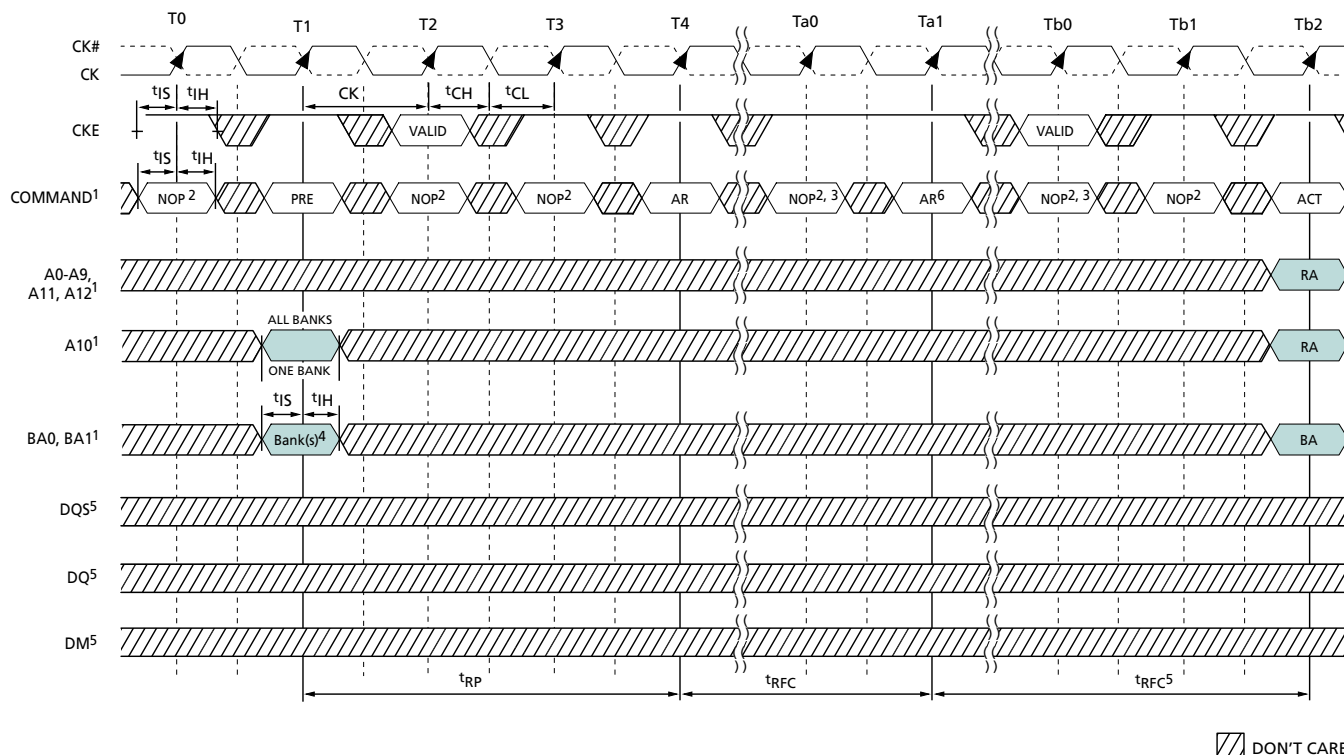 T0 T1 T2 T3 T4 Ta0 Ta1 Tb0 Tb1 Tb2
CK#
CK
tIS tIH CK tCH tCL
CKE VALID VALID
tIS tIH
COMMAND1 NOP2 PRE NOP2 NOP2 AR NOP2, 3 AR6 NOP2, 3 NOP2 ACT
A0-A9,
A11, A121 RA
ALL BANKS
A101 RA
ONE BANK
tIS tIH
BA0, BA11 Bank(s)4 BA
DQS5
DQ5
DM5
tRP tRFC tRFC5
DON'T CARE